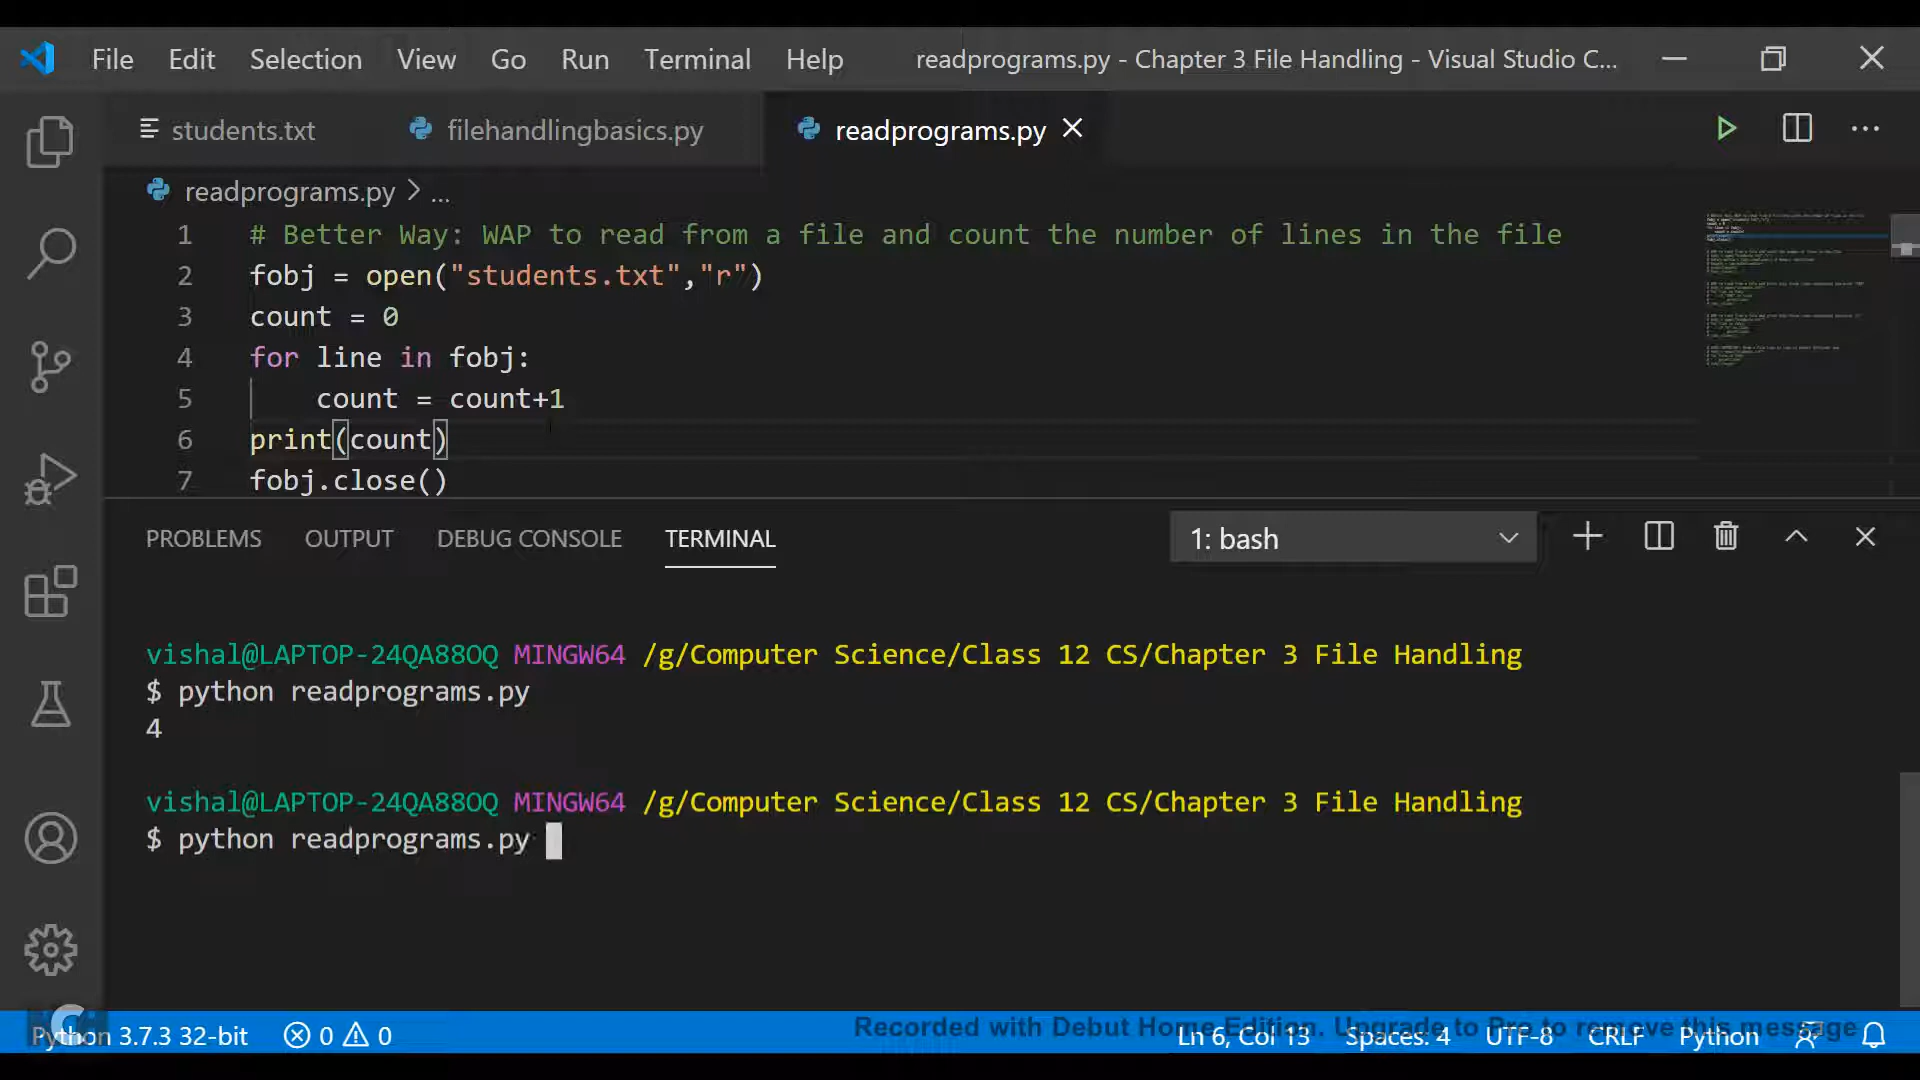 File Edit Selection View Go Run Terminal Help readprograms.py - Chapter 3 File Handling - Visual Studio C...
students.txt filehandlingbasics.py readprograms.py
readprograms.py > ...
1 # Better Way: WAP to read from a file and count the number of lines in the file
2 fobj = open("students.txt","r")
3 count = 0
4 for line in fobj:
5 count = count+1
6 print(count)
7 fobj.close()
PROBLEMS OUTPUT DEBUG CONSOLE TERMINAL 1: bash
vishal@LAPTOP-24QA88OQ MINGW64 /g/Computer Science/Class 12 CS/Chapter 3 File Handling
$ python readprograms.py
4
vishal@LAPTOP-24QA88OQ MINGW64 /g/Computer Science/Class 12 CS/Chapter 3 File Handling
$ python readprograms.py
Recorded with Debut Home Edition. Upgrade to Pro to remove this message
Python 3.7.3 32-bit 0 0 Ln 6, Col 13 Spaces: 4 UTF-8 CRLF Python